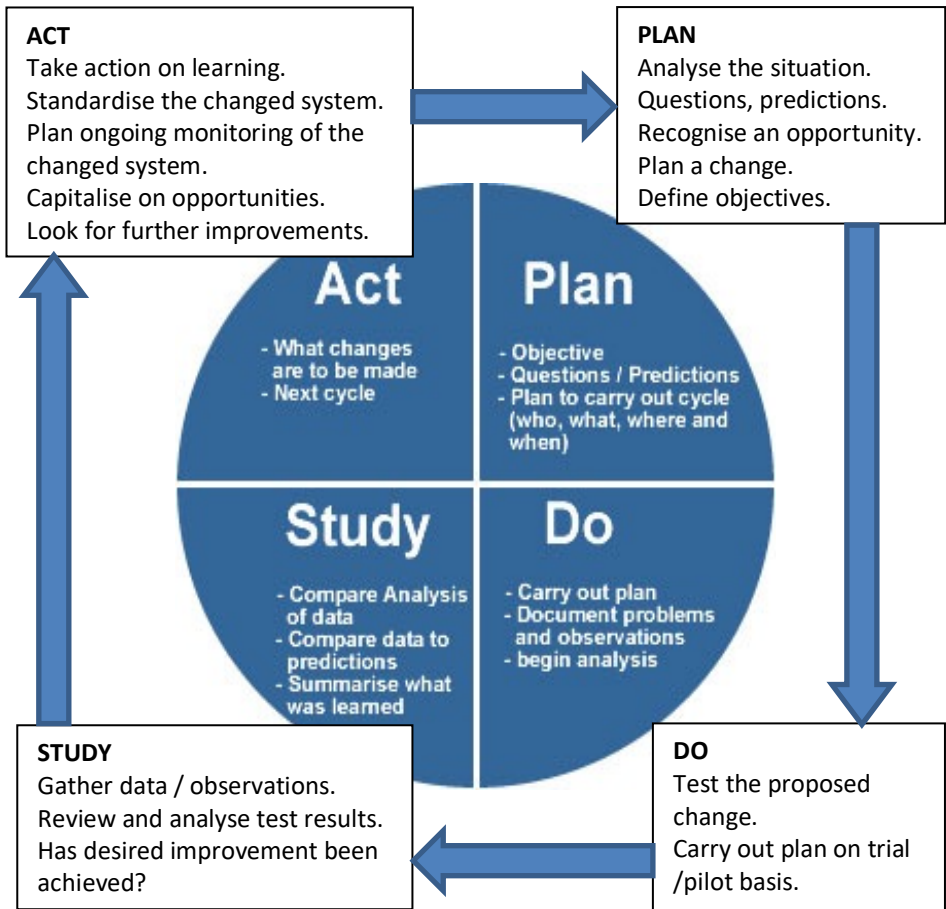 ACT
Take action on learning.
Standardise the changed system.
Plan ongoing monitoring of the
changed system.
Capitalise on opportunities.
Look for further improvements.
PLAN
Analyse the situation.
Questions, predictions.
Recognise an opportunity.
Plan a change.
Define objectives.
Act
- What changes
are to be made
- Next cycle
Plan
- Objective
- Questions / Predictions
- Plan to carry out cycle
(who, what, where and
when)
Study
- Compare Analysis
of data
- Compare data to
predictions
- Summarise what
was learned
Do
- Carry out plan
- Document problems
and observations
- begin analysis
STUDY
Gather data / observations.
Review and analyse test results.
Has desired improvement been
achieved?
DO
Test the proposed
change.
Carry out plan on trial
/pilot basis.